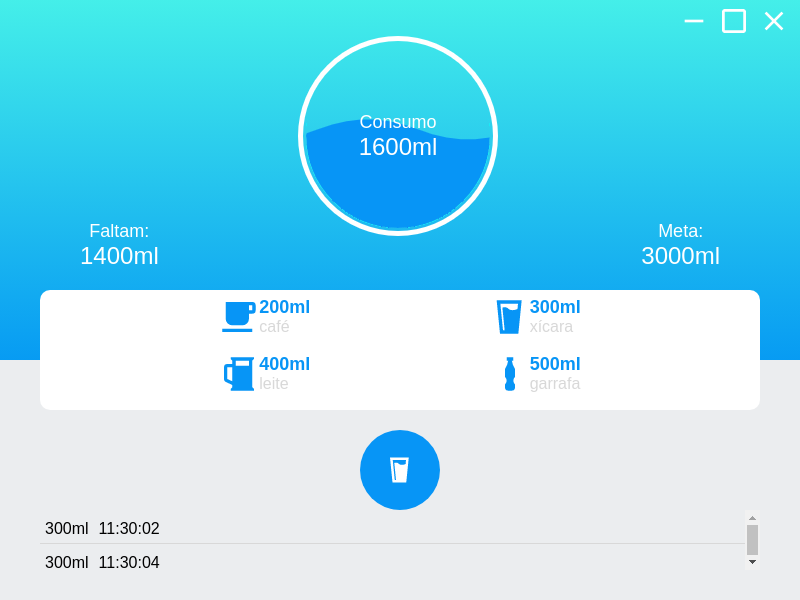 Consumo
1600ml
Faltam:
1400ml
Meta:
3000ml
200ml
café
300ml
xícara
400ml
leite
500ml
garrafa
300ml 11:30:02
300ml 11:30:04